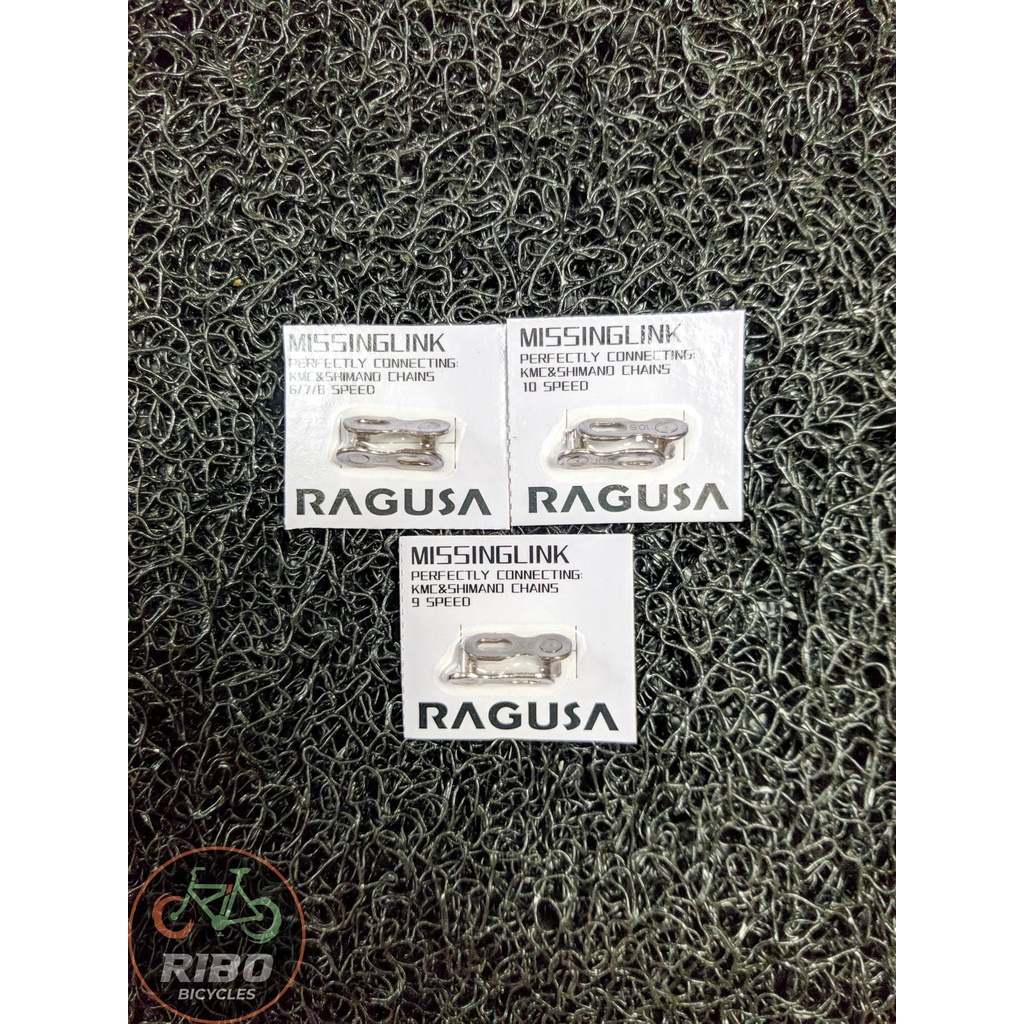 MISSINGLINK
PERFECTLY CONNECTING:
KMC&SHIMANO CHAINS
6/7/8 SPEED
RAGUSA
MISSINGLINK
PERFECTLY CONNECTING:
KMC&SHIMANO CHAINS
10 SPEED
10S
RAGUSA
MISSINGLINK
PERFECTLY CONNECTING:
KMC&SHIMANO CHAINS
9 SPEED
RAGUSA
RIBO
BICYCLES